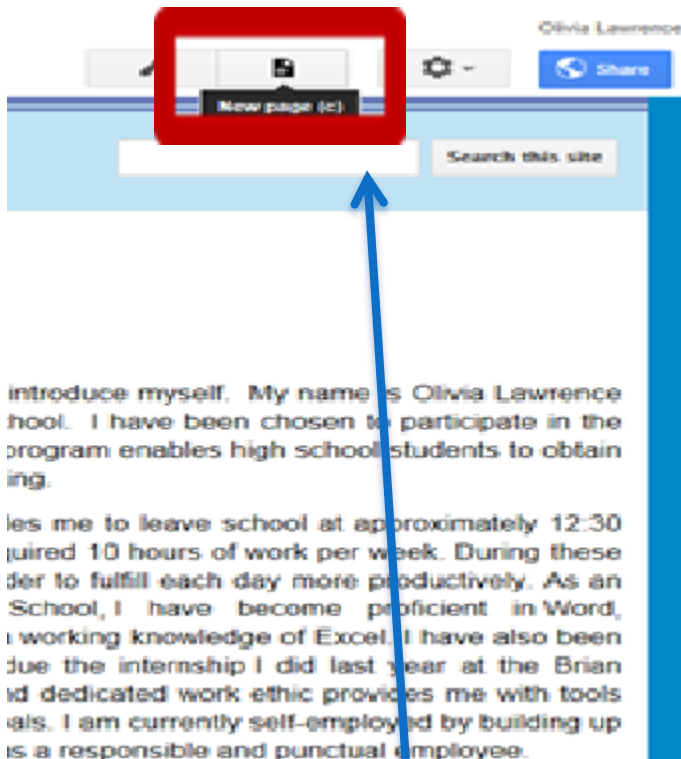 Olivia Lawrence
Share
New page (c)
Search this site
introduce myself. My name is Olivia Lawrence
hool. I have been chosen to participate in the
program enables high school students to obtain
ing.
les me to leave school at approximately 12:30
quired 10 hours of work per week. During these
der to fulfill each day more productively. As an
School, I have become proficient in Word,
working knowledge of Excel. I have also been
due the internship I did last year at the Brian
nd dedicated work ethic provides me with tools
als. I am currently self-employed by building up
as a responsible and punctual employee.